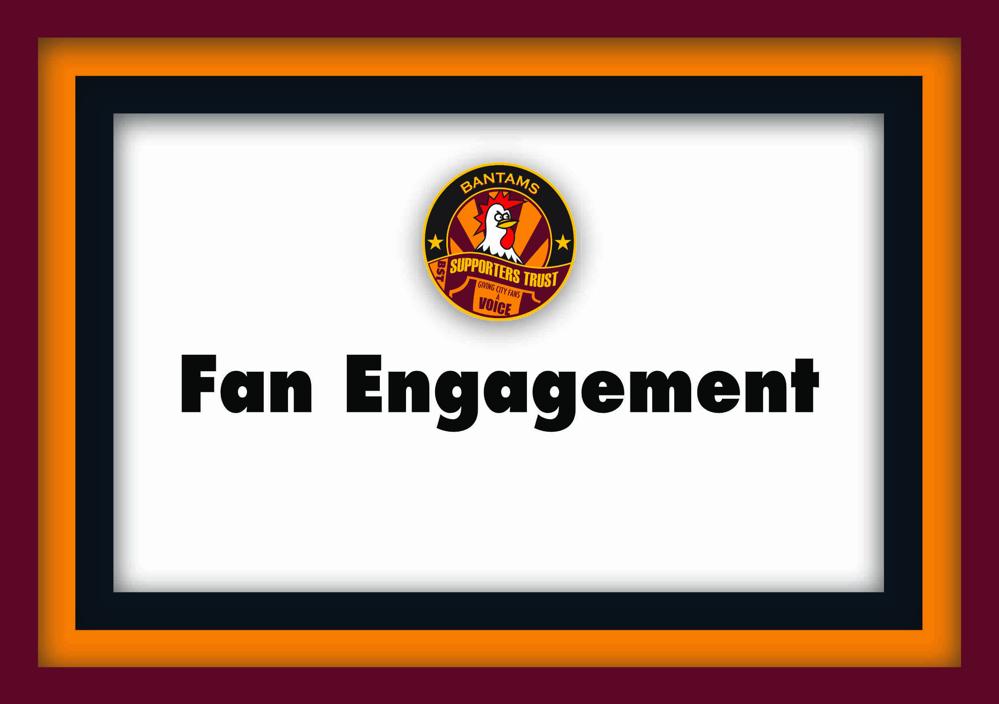 BANTAMS
BST
SUPPORTERS TRUST
GIVING CITY FANS
A
VOICE
Fan Engagement